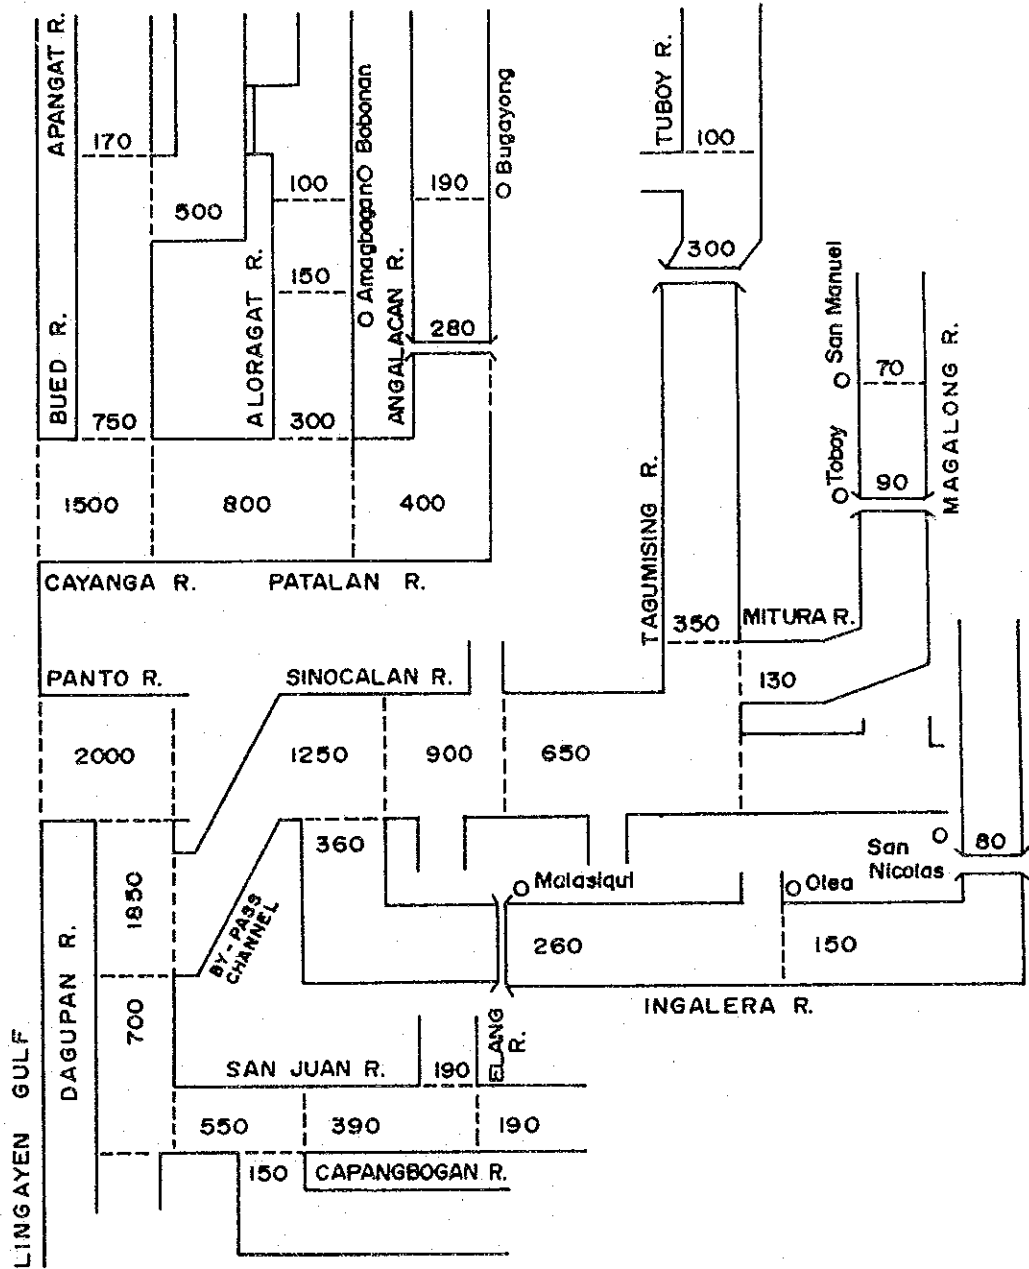 APANGAT R.
170
500
BUED R.
750
1500
ALORAGAT R.
100
150
300
800
Amagbagan
Bobonan
ANGALACAN R.
190
280
400
Bugayong
CAYANGA R.
PATALAN R.
TUBOY R.
100
300
TAGUMISING R.
350
San Manuel
70
Toboy
90
MAGALONG R.
MITURA R.
130
PANTO R.
SINOCALAN R.
2000
1250
900
650
360
1850
700
BY-PASS
CHANNEL
DAGUPAN R.
LINGAYEN GULF
Malasiqui
260
Olea
150
San
Nicolas
80
INGALERA R.
ELANG
R.
SAN JUAN R.
190
550
390
190
150
CAPANGBOGAN R.